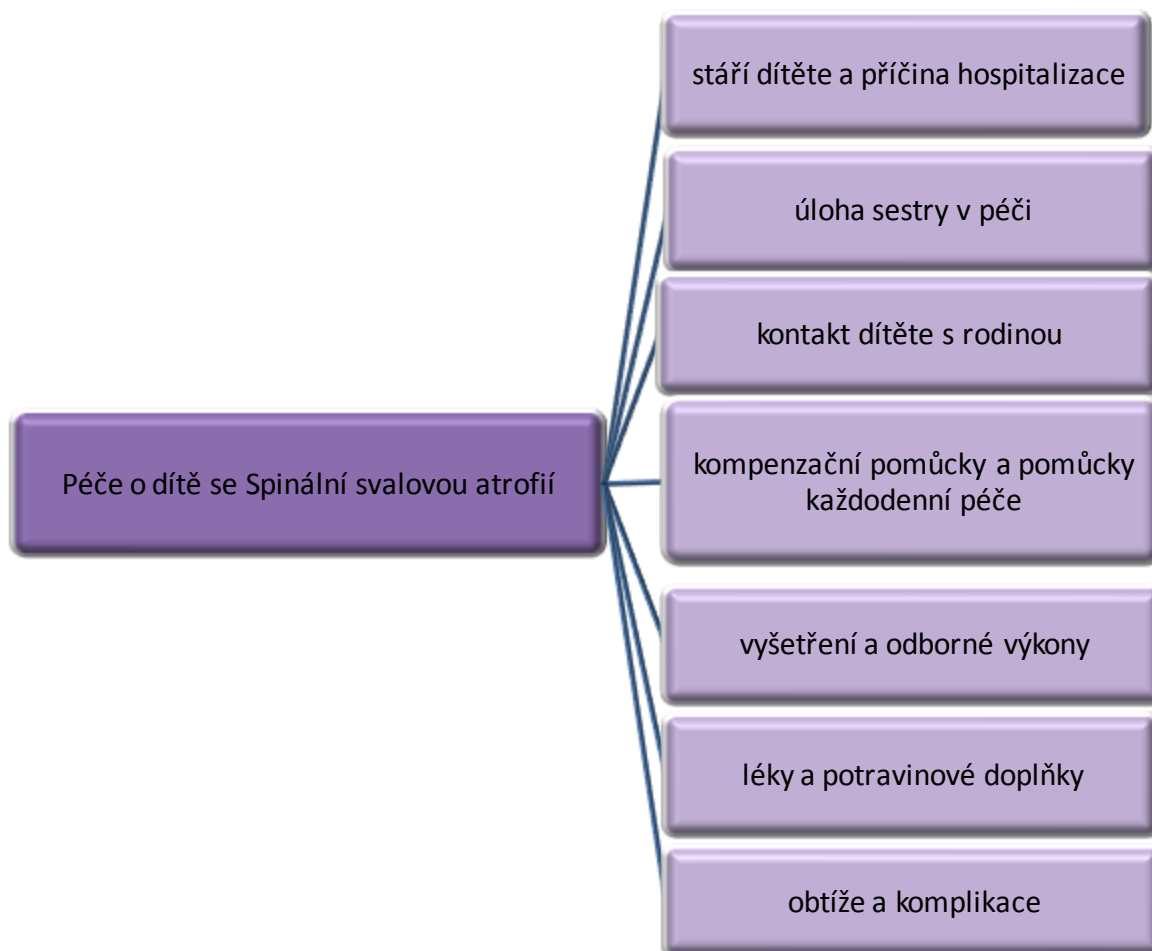 stáří dítěte a příčina hospitalizace
úloha sestry v péči
kontakt dítěte s rodinou
Péče o dítě se Spinální svalovou atrofií
kompenzační pomůcky a pomůcky
každodenní péče
vyšetření a odborné výkony
léky a potravinové doplňky
obtíže a komplikace